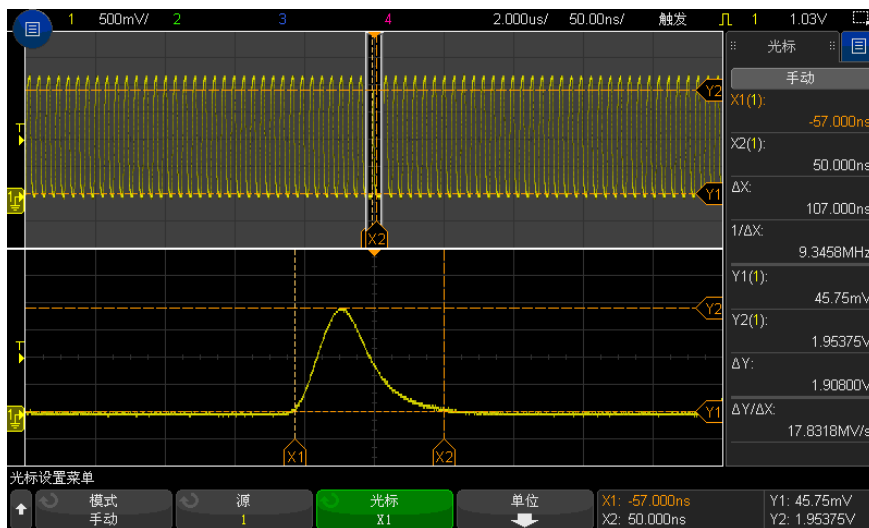 1 500mV/ 2 3 4 2.000us/ 50.00ns/ 触发 1 1.03V
光标
手动
X1(1):
-57.000ns
X2(1):
50.000ns
ΔX:
107.000ns
1/ΔX:
9.3458MHz
Y1(1):
45.75mV
Y2(1):
1.95375V
ΔY:
1.90800V
ΔY/ΔX:
17.8318MV/s
T
Y2
1
Y1
X2
T
Y2
1
Y1
X1 X2
光标设置菜单
模式
手动
源
1
光标
X1
单位
X1: -57.000ns
X2: 50.000ns
Y1: 45.75mV
Y2: 1.95375V